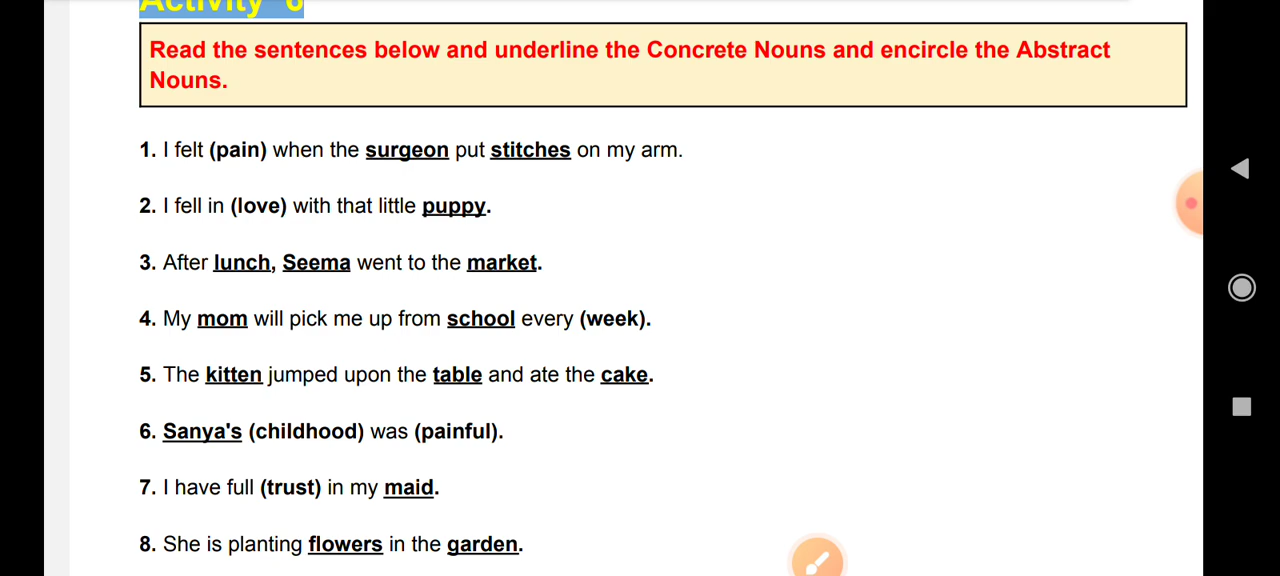 Activity 6
Read the sentences below and underline the Concrete Nouns and encircle the Abstract
Nouns.
1. I felt (pain) when the surgeon put stitches on my arm.
2. I fell in (love) with that little puppy.
3. After lunch, Seema went to the market.
4. My mom will pick me up from school every (week).
5. The kitten jumped upon the table and ate the cake.
6. Sanya's (childhood) was (painful).
7. I have full (trust) in my maid.
8. She is planting flowers in the garden.